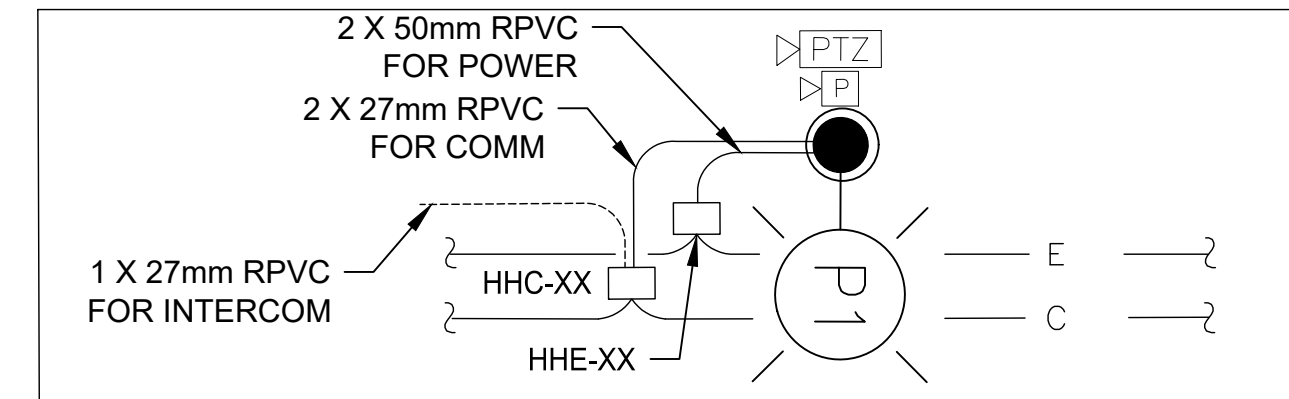 2 X 50mm RPVC
FOR POWER
PTZ
P
2 X 27mm RPVC
FOR COMM
1 X 27mm RPVC
FOR INTERCOM
HHC-XX
HHE-XX
P1
E
C